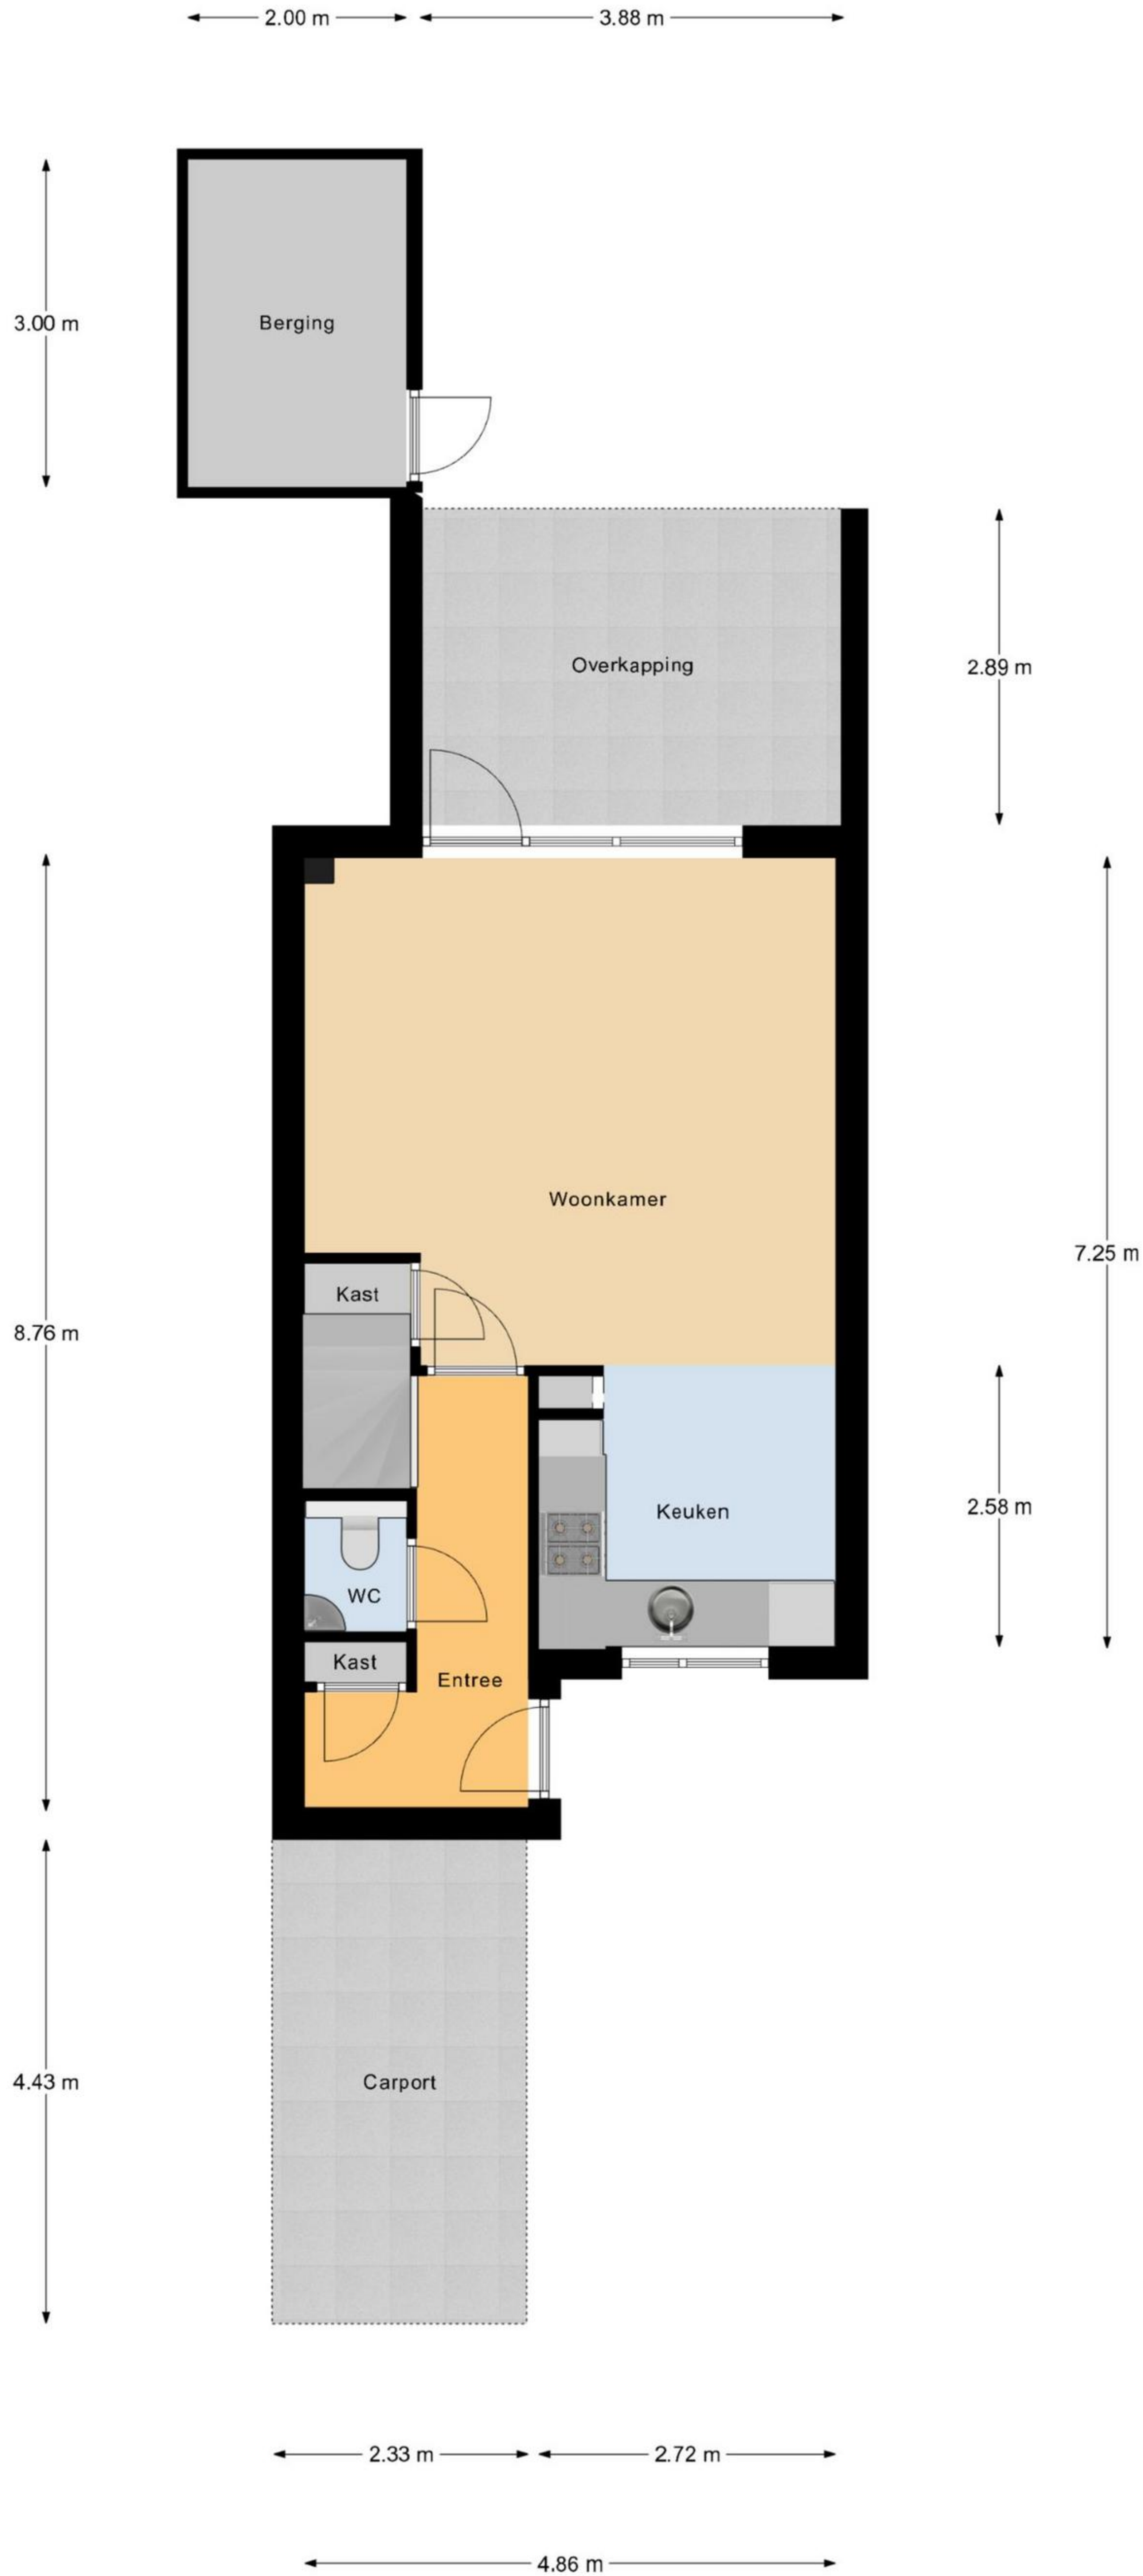 2.00 m
3.88 m
3.00 m
Berging
Overkapping
2.89 m
Woonkamer
7.25 m
Kast
8.76 m
2.58 m
Keuken
WC
Kast
Entree
4.43 m
Carport
2.33 m
2.72 m
4.86 m